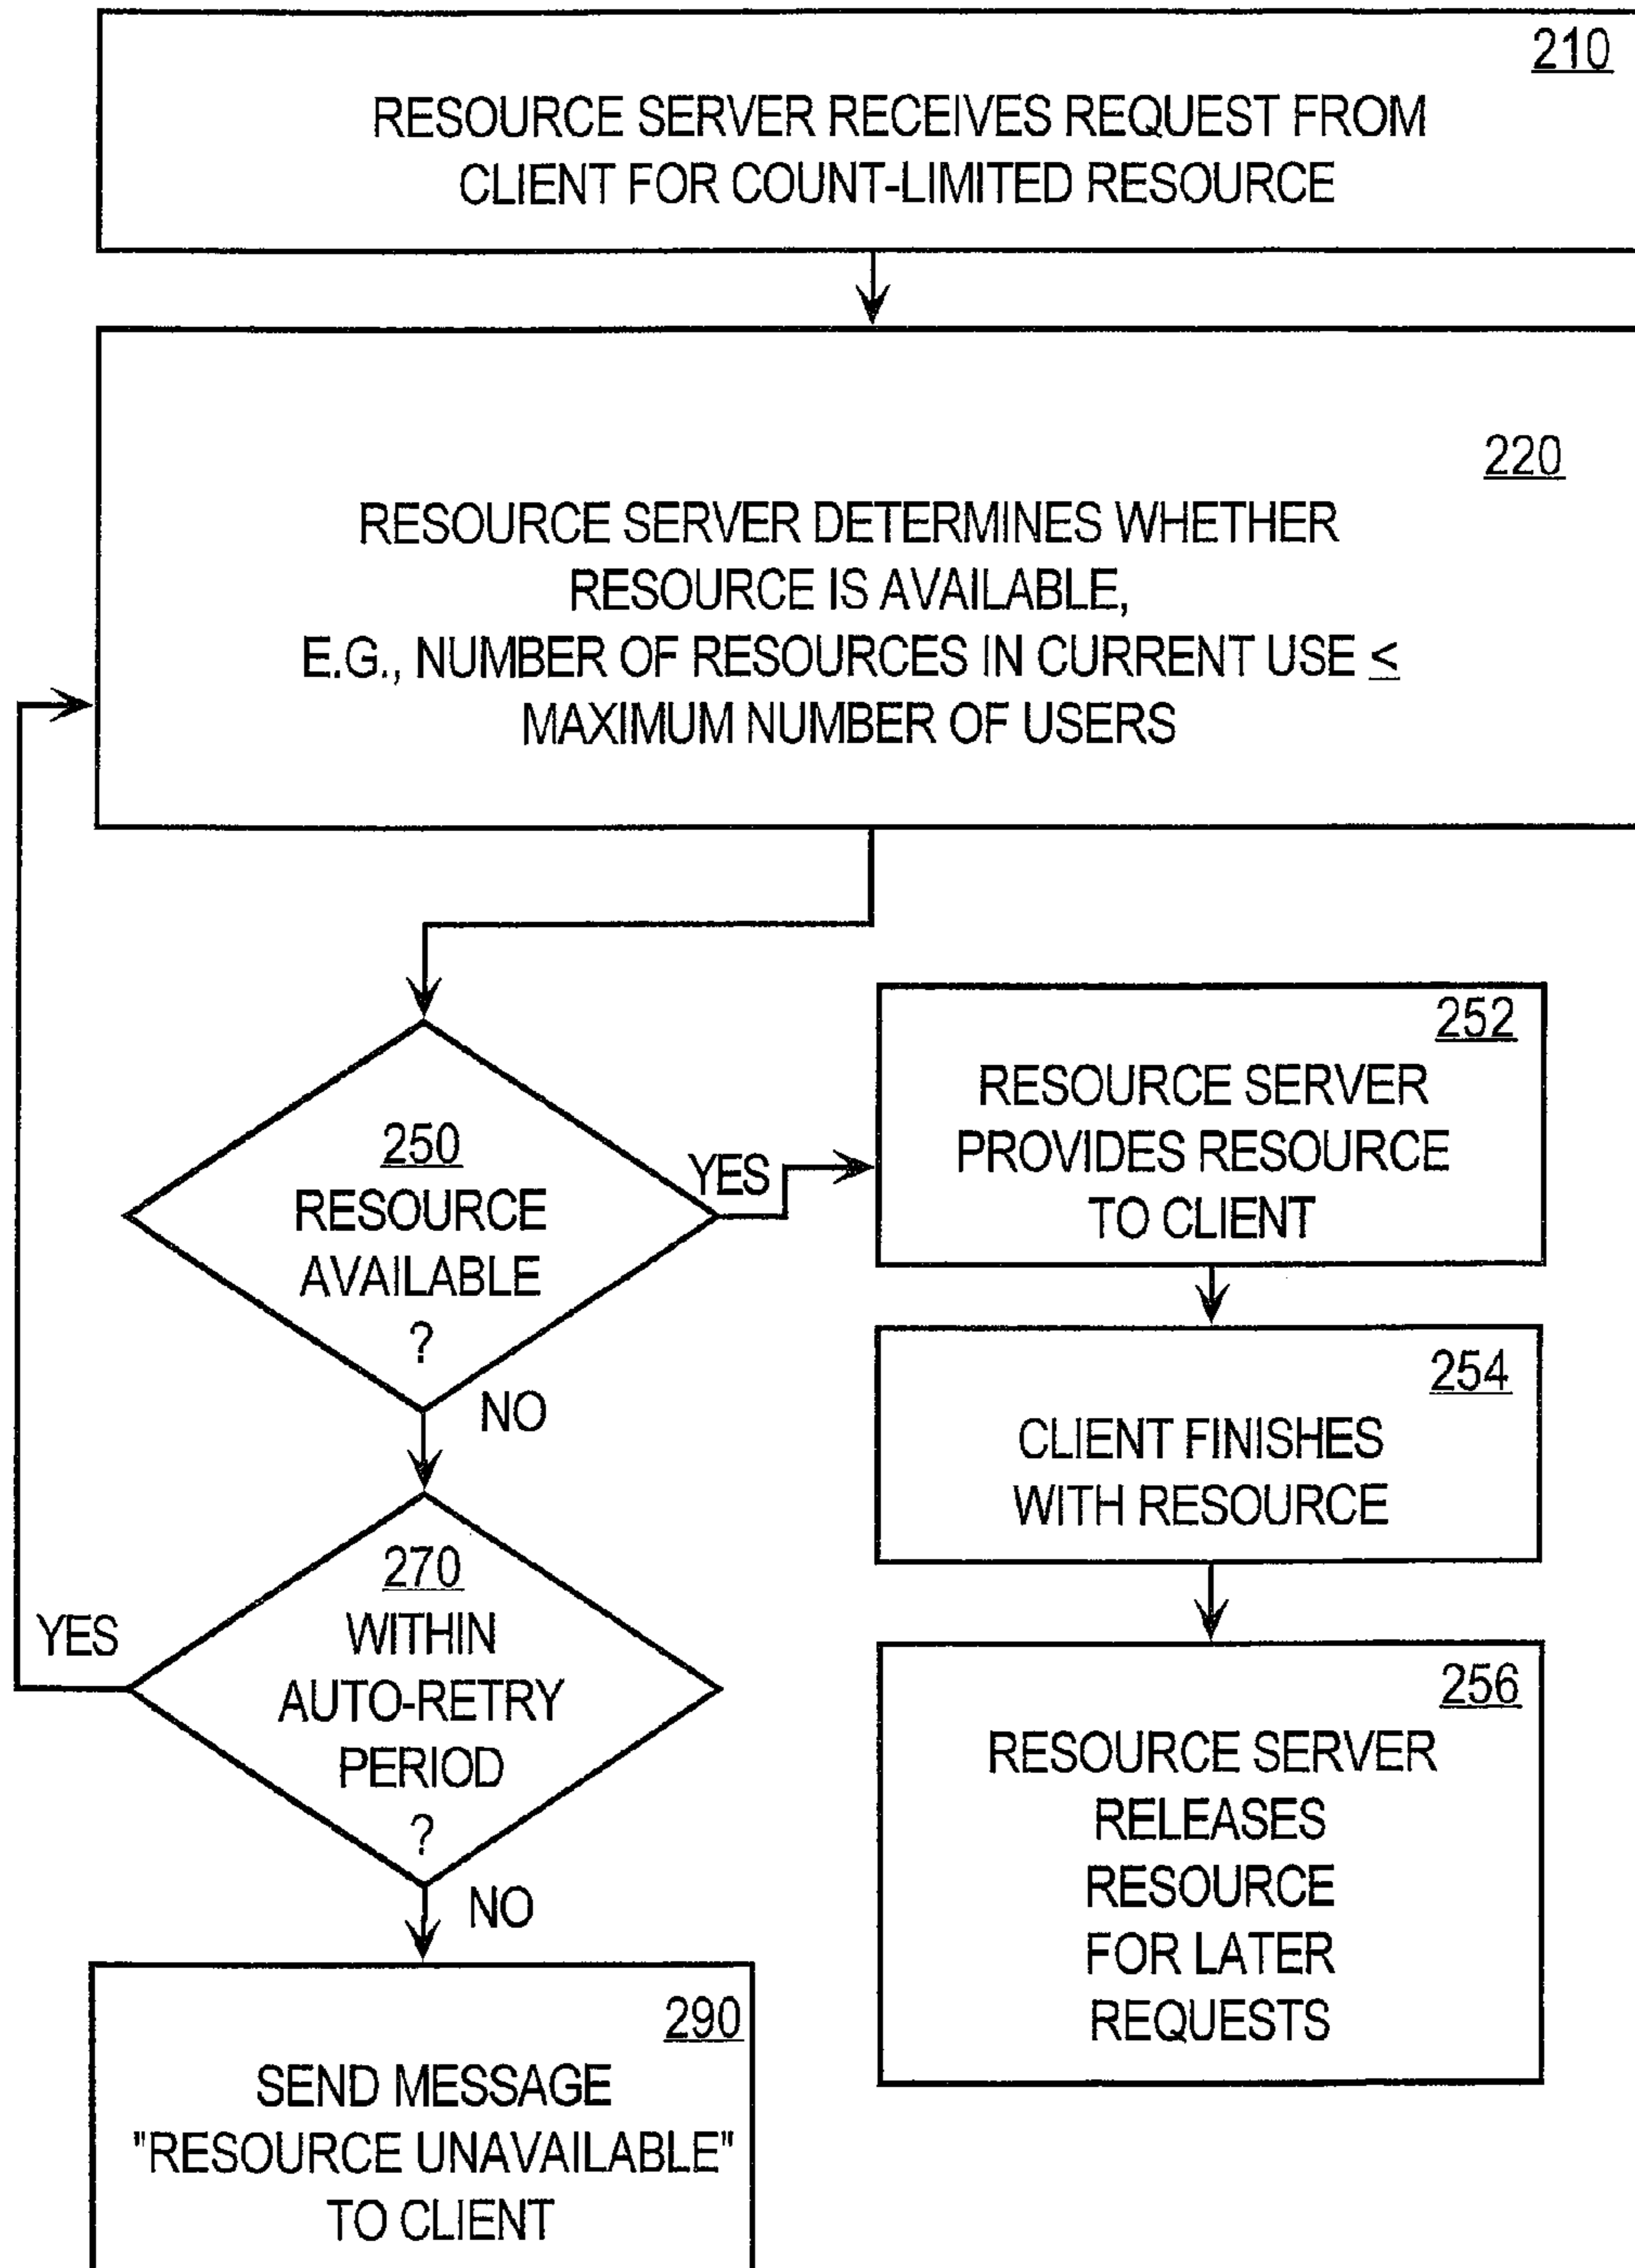 210
RESOURCE SERVER RECEIVES REQUEST FROM
CLIENT FOR COUNT-LIMITED RESOURCE
220
RESOURCE SERVER DETERMINES WHETHER
RESOURCE IS AVAILABLE,
E.G., NUMBER OF RESOURCES IN CURRENT USE ≤
MAXIMUM NUMBER OF USERS
250
RESOURCE
AVAILABLE
?
YES
NO
252
RESOURCE SERVER
PROVIDES RESOURCE
TO CLIENT
254
CLIENT FINISHES
WITH RESOURCE
256
RESOURCE SERVER
RELEASES
RESOURCE
FOR LATER
REQUESTS
270
WITHIN
AUTO-RETRY
PERIOD
?
YES
NO
290
SEND MESSAGE
"RESOURCE UNAVAILABLE"
TO CLIENT